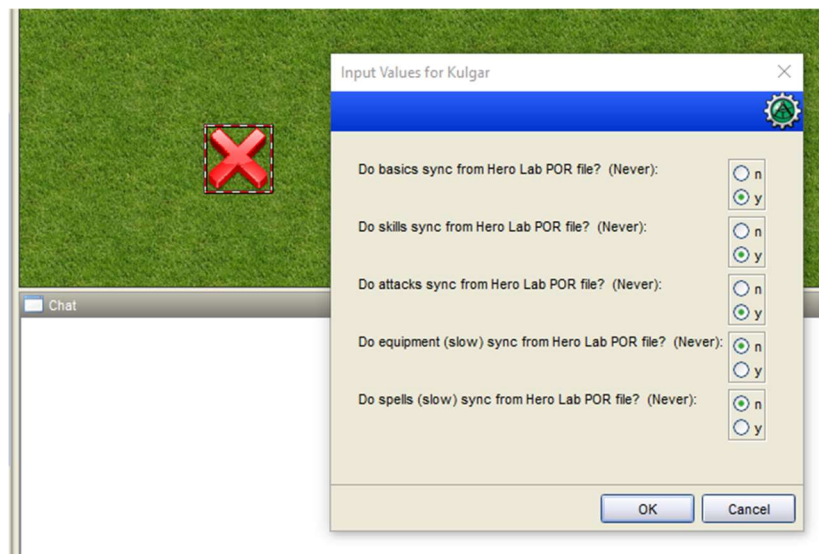 Input Values for Kulgar
Do basics sync from Hero Lab POR file? (Never):
n
y
Do skills sync from Hero Lab POR file? (Never):
n
y
Do attacks sync from Hero Lab POR file? (Never):
n
y
Chat
Do equipment (slow) sync from Hero Lab POR file? (Never):
n
y
Do spells (slow) sync from Hero Lab POR file? (Never):
n
y
OK Cancel